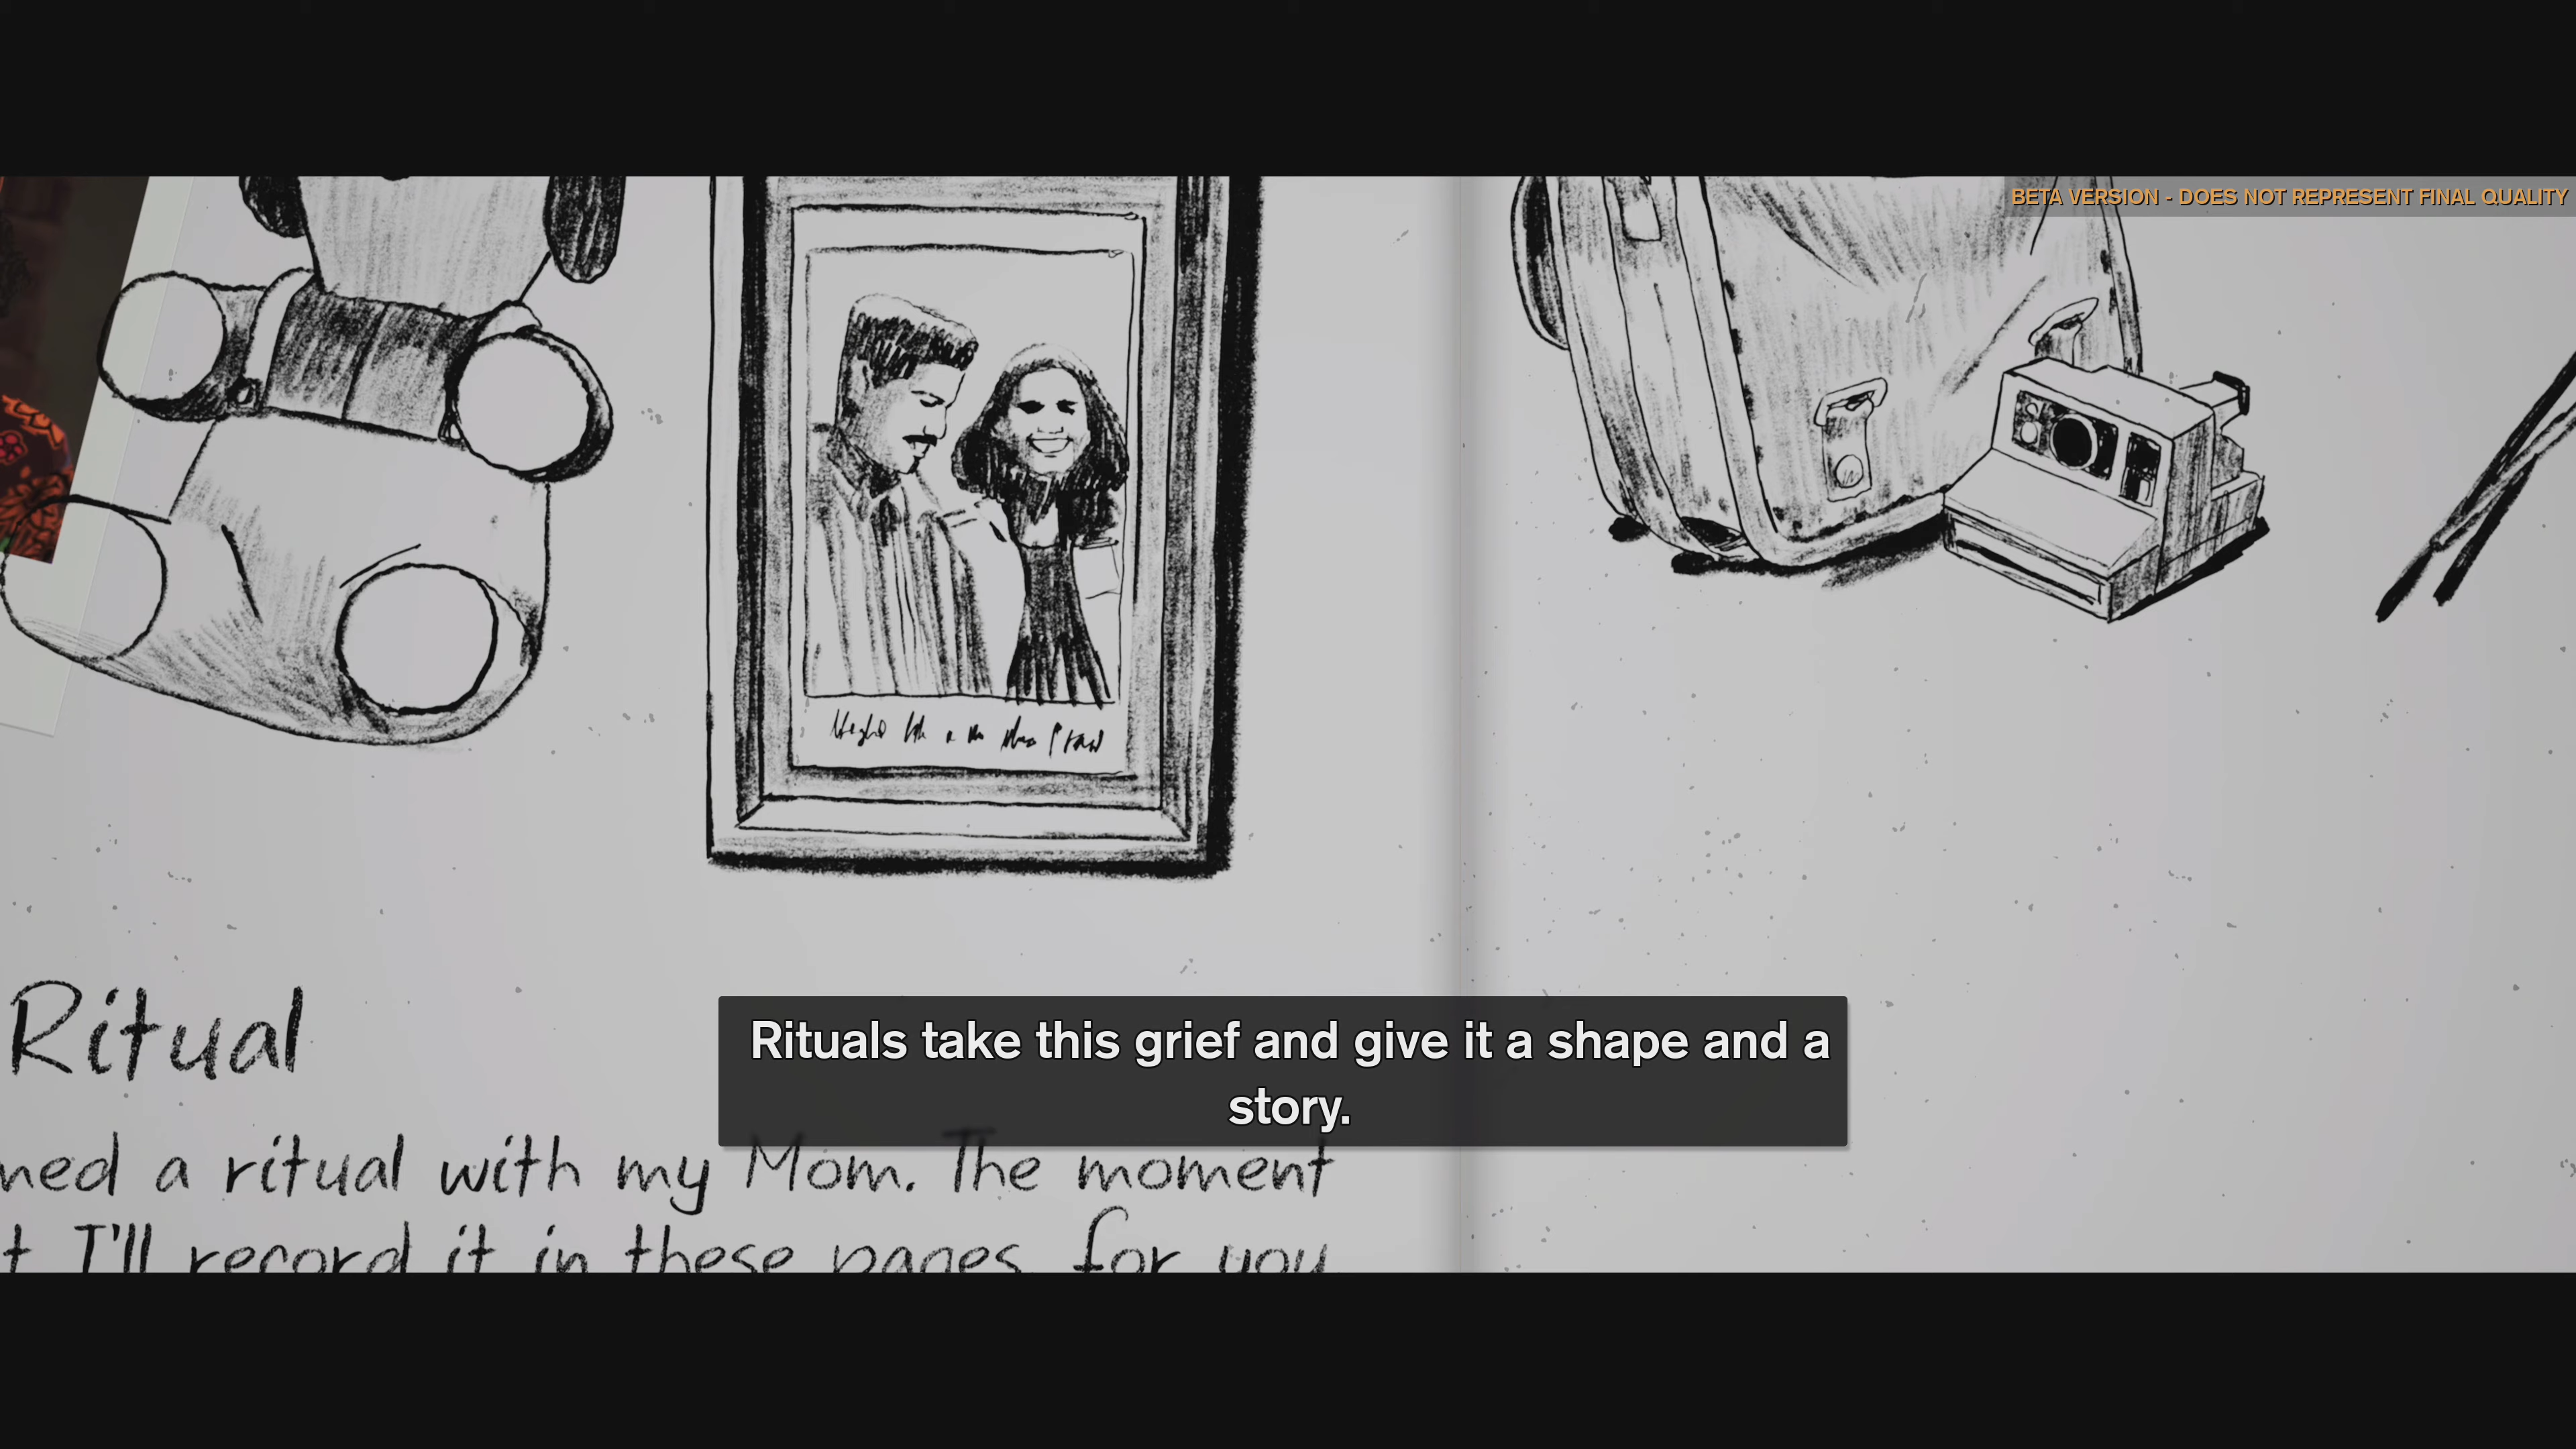 BETA VERSION - DOES NOT REPRESENT FINAL QUALITY
Ritual
Rituals take this grief and give it a shape and a
story.
ned a ritual with my Mom. The moment
t I'll record it in these pages, for you.